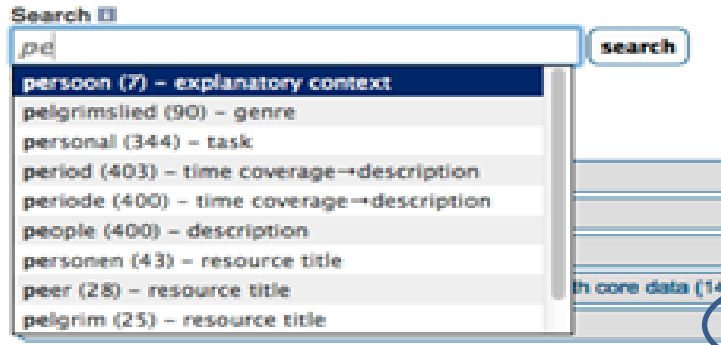 Search
pe
search
persoon (7) – explanatory context
pelgrimslied (90) – genre
personal (344) – task
period (403) – time coverage→description
periode (400) – time coverage→description
people (400) – description
personen (43) – resource title
peer (28) – resource title
th core data (14
pelgrim (25) – resource title